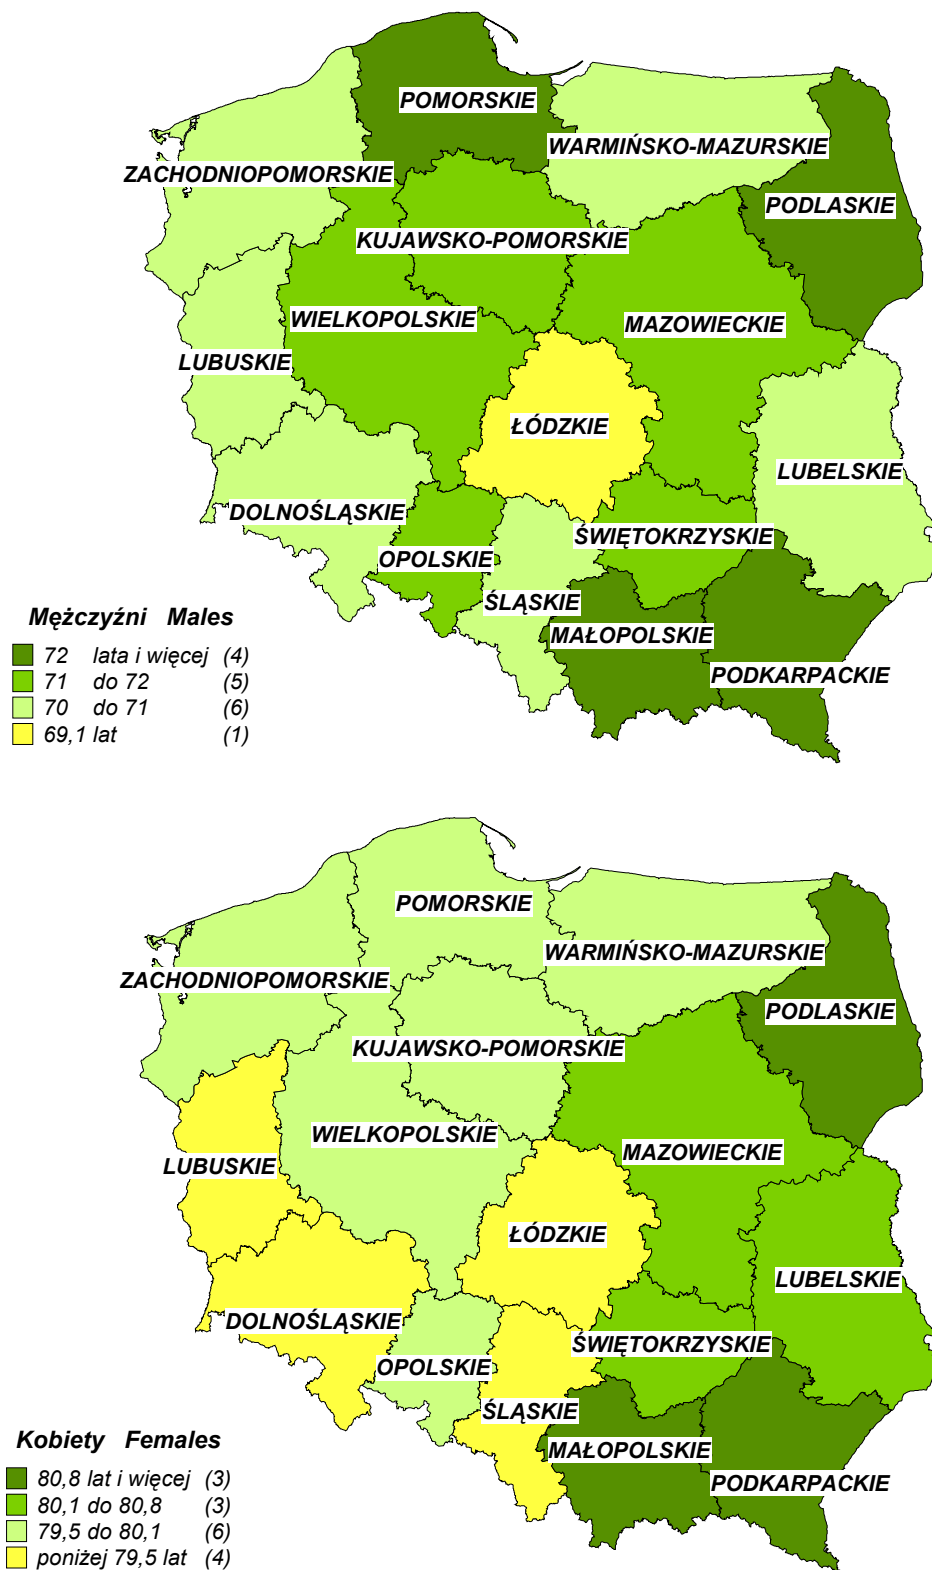 POMORSKIE
WARMIŃSKO-MAZURSKIE
ZACHODNIOPOMORSKIE
PODLASKIE
KUJAWSKO-POMORSKIE
WIELKOPOLSKIE
MAZOWIECKIE
LUBUSKIE
ŁÓDZKIE
LUBELSKIE
DOLNOŚLĄSKIE
ŚWIĘTOKRZYSKIE
OPOLSKIE
ŚLĄSKIE
MAŁOPOLSKIE
PODKARPACKIE
Mężczyźni Males
72 lata i więcej (4)
71 do 72 (5)
70 do 71 (6)
69,1 lat (1)
POMORSKIE
WARMIŃSKO-MAZURSKIE
ZACHODNIOPOMORSKIE
PODLASKIE
KUJAWSKO-POMORSKIE
WIELKOPOLSKIE
MAZOWIECKIE
LUBUSKIE
ŁÓDZKIE
LUBELSKIE
DOLNOŚLĄSKIE
ŚWIĘTOKRZYSKIE
OPOLSKIE
ŚLĄSKIE
MAŁOPOLSKIE
PODKARPACKIE
Kobiety Females
80,8 lat i więcej (3)
80,1 do 80,8 (3)
79,5 do 80,1 (6)
poniżej 79,5 lat (4)